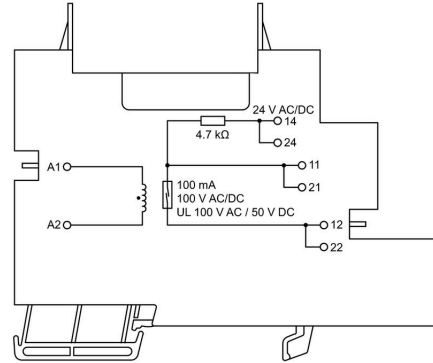 24 V AC/DC
14
4.7 kΩ
24
A1
11
21
100 mA
100 V AC/DC
UL 100 V AC / 50 V DC
A2
12
22